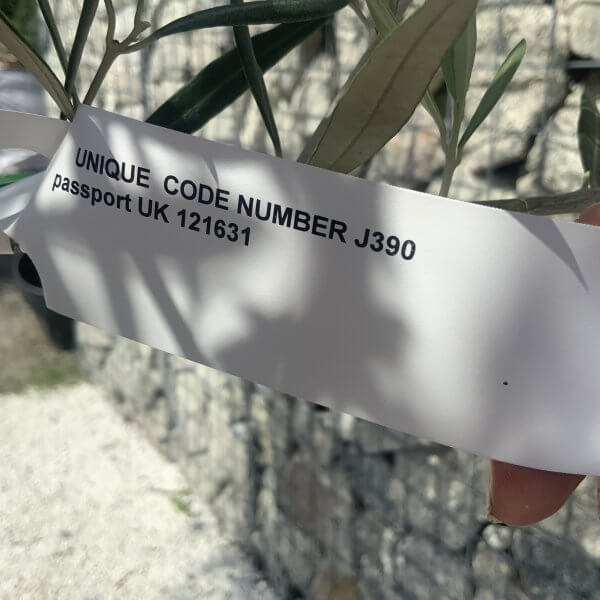 UNIQUE CODE NUMBER J390
passport UK 121631